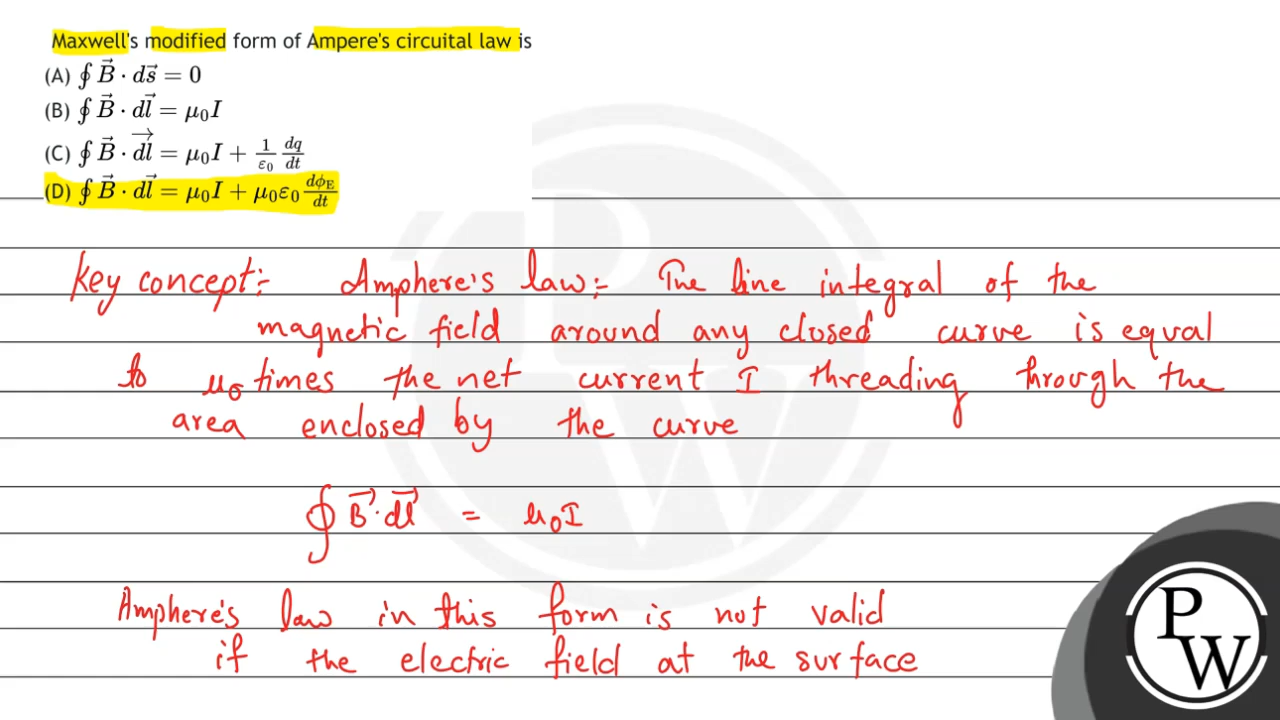 Maxwell's modified form of Ampere's circuital law is
(A) ∮ B⃗ · ds⃗ = 0
(B) ∮ B⃗ · dl⃗ = μ₀I
(C) ∮ B⃗ · dl⃗ = μ₀I + 1/ε₀ dq/dt
(D) ∮ B⃗ · dl⃗ = μ₀I + μ₀ε₀ dϕ_E/dt
Key concept:- Amphere's law:- The line integral of the
magnetic field around any closed curve is equal
to μ₀ times the net current I threading through the
area enclosed by the curve
∮ B⃗ · dl⃗ = μ₀I
Amphere's law in this form is not valid
if the electric field at the surface
P
W